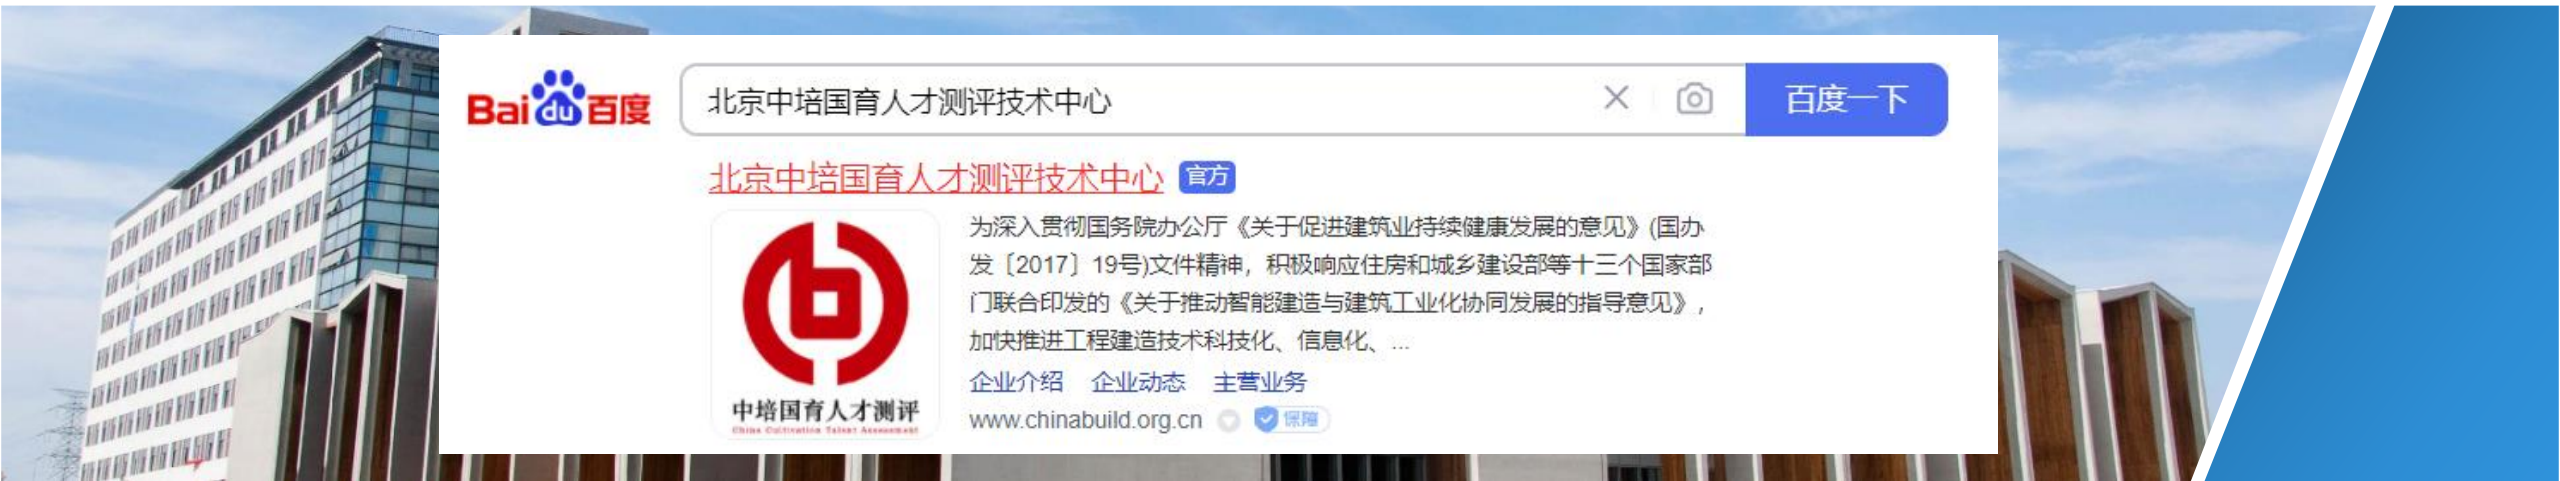 Bai du 百度
北京中培国育人才测评技术中心
百度一下
北京中培国育人才测评技术中心 官方
为深入贯彻国务院办公厅《关于促进建筑业持续健康发展的意见》(国办
发〔2017〕19号)文件精神，积极响应住房和城乡建设部等十三个国家部
门联合印发的《关于推动智能建造与建筑工业化协同发展的指导意见》，
加快推进工程建造技术科技化、信息化、...
企业介绍 企业动态 主营业务
www.chinabuild.org.cn 保障
中培国育人才测评
China Cultivation Talent Assessment